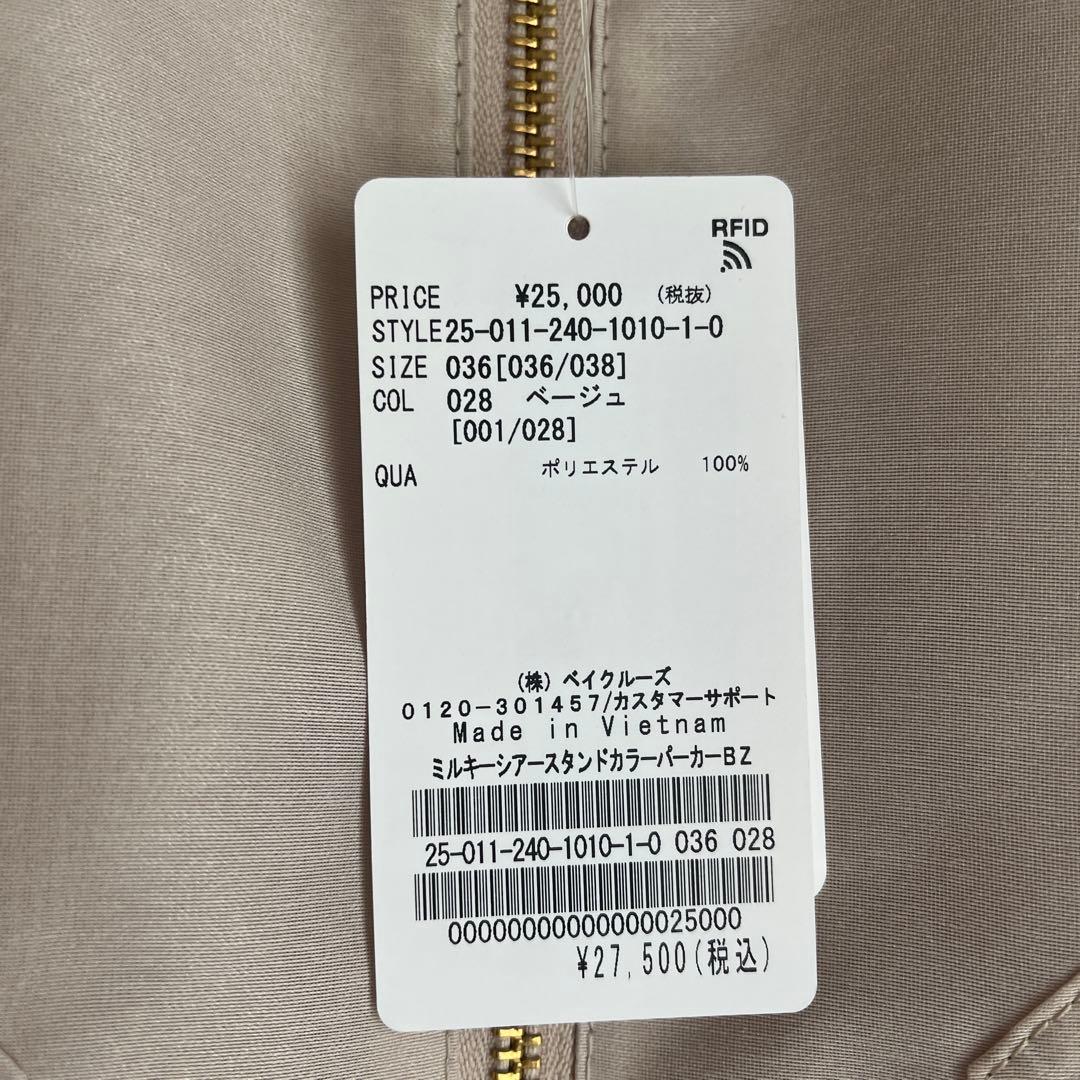 RFID
PRICE ¥25,000 (税抜)
STYLE25-011-240-1010-1-0
SIZE 036[036/038]
COL 028 ベージュ
[001/028]
QUA ポリエステル 100%
(株)ベイクルーズ
0120-301457/カスタマーサポート
Made in Vietnam
ミルキーシアースタンドカラーパーカーBZ
25-011-240-1010-1-0 036 028
00000000000000025000
¥27,500(税込)